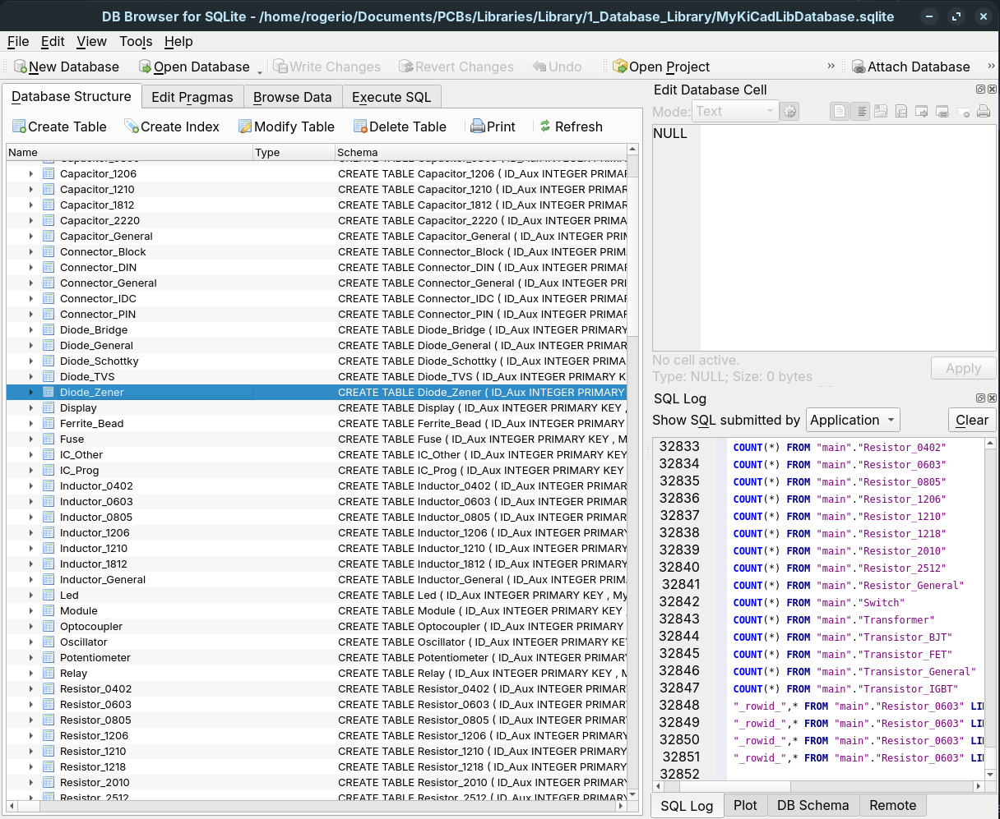 DB Browser for SQLite - /home/rogerio/Documents/PCBs/Libraries/Library/1_Database_Library/MyKiCadLibDatabase.sqlite
File Edit View Tools Help
New Database Open Database Write Changes Revert Changes Undo Open Project » Attach Database »
Database Structure Edit Pragmas Browse Data Execute SQL
Create Table Create Index Modify Table Delete Table Print Refresh
Name Type Schema
Capacitor_1206 CREATE TABLE Capacitor_1206 ( ID_Aux INTEGER PRIMAR
Capacitor_1210 CREATE TABLE Capacitor_1210 ( ID_Aux INTEGER PRIMAR
Capacitor_1812 CREATE TABLE Capacitor_1812 ( ID_Aux INTEGER PRIMAR
Capacitor_2220 CREATE TABLE Capacitor_2220 ( ID_Aux INTEGER PRIMA
Capacitor_General CREATE TABLE Capacitor_General ( ID_Aux INTEGER PRIM
Connector_Block CREATE TABLE Connector_Block ( ID_Aux INTEGER PRIM
Connector_DIN CREATE TABLE Connector_DIN ( ID_Aux INTEGER PRIMAR
Connector_General CREATE TABLE Connector_General ( ID_Aux INTEGER PRI
Connector_IDC CREATE TABLE Connector_IDC ( ID_Aux INTEGER PRIMAR
Connector_PIN CREATE TABLE Connector_PIN ( ID_Aux INTEGER PRIMAR
Diode_Bridge CREATE TABLE Diode_Bridge ( ID_Aux INTEGER PRIMARY
Diode_General CREATE TABLE Diode_General ( ID_Aux INTEGER PRIMARY
Diode_Schottky CREATE TABLE Diode_Schottky ( ID_Aux INTEGER PRIMA
Diode_TVS CREATE TABLE Diode_TVS ( ID_Aux INTEGER PRIMARY K
Diode_Zener CREATE TABLE Diode_Zener ( ID_Aux INTEGER PRIMARY
Display CREATE TABLE Display ( ID_Aux INTEGER PRIMARY KEY ,
Ferrite_Bead CREATE TABLE Ferrite_Bead ( ID_Aux INTEGER PRIMARY
Fuse CREATE TABLE Fuse ( ID_Aux INTEGER PRIMARY KEY , M
IC_Other CREATE TABLE IC_Other ( ID_Aux INTEGER PRIMARY KEY
IC_Prog CREATE TABLE IC_Prog ( ID_Aux INTEGER PRIMARY KEY
Inductor_0402 CREATE TABLE Inductor_0402 ( ID_Aux INTEGER PRIMARY
Inductor_0603 CREATE TABLE Inductor_0603 ( ID_Aux INTEGER PRIMARY
Inductor_0805 CREATE TABLE Inductor_0805 ( ID_Aux INTEGER PRIMARY
Inductor_1206 CREATE TABLE Inductor_1206 ( ID_Aux INTEGER PRIMARY
Inductor_1210 CREATE TABLE Inductor_1210 ( ID_Aux INTEGER PRIMARY
Inductor_1812 CREATE TABLE Inductor_1812 ( ID_Aux INTEGER PRIMARY
Inductor_General CREATE TABLE Inductor_General ( ID_Aux INTEGER PRIMA
Led CREATE TABLE Led ( ID_Aux INTEGER PRIMARY KEY , My
Module CREATE TABLE Module ( ID_Aux INTEGER PRIMARY KEY ,
Optocoupler CREATE TABLE Optocoupler ( ID_Aux INTEGER PRIMARY
Oscillator CREATE TABLE Oscillator ( ID_Aux INTEGER PRIMARY KEY
Potentiometer CREATE TABLE Potentiometer ( ID_Aux INTEGER PRIMARY
Relay CREATE TABLE Relay ( ID_Aux INTEGER PRIMARY KEY , M
Resistor_0402 CREATE TABLE Resistor_0402 ( ID_Aux INTEGER PRIMARY
Resistor_0603 CREATE TABLE Resistor_0603 ( ID_Aux INTEGER PRIMARY
Resistor_0805 CREATE TABLE Resistor_0805 ( ID_Aux INTEGER PRIMARY
Resistor_1206 CREATE TABLE Resistor_1206 ( ID_Aux INTEGER PRIMARY
Resistor_1210 CREATE TABLE Resistor_1210 ( ID_Aux INTEGER PRIMARY
Resistor_1218 CREATE TABLE Resistor_1218 ( ID_Aux INTEGER PRIMARY
Resistor_2010 CREATE TABLE Resistor_2010 ( ID_Aux INTEGER PRIMARY
Resistor_2512 CREATE TABLE Resistor_2512 ( ID_Aux INTEGER PRIMARY
Edit Database Cell
Mode: Text
NULL
No cell active.
Type: NULL; Size: 0 bytes
Apply
SQL Log
Show SQL submitted by Application Clear
32833 COUNT(*) FROM "main"."Resistor_0402"
32834 COUNT(*) FROM "main"."Resistor_0603"
32835 COUNT(*) FROM "main"."Resistor_0805"
32836 COUNT(*) FROM "main"."Resistor_1206"
32837 COUNT(*) FROM "main"."Resistor_1210"
32838 COUNT(*) FROM "main"."Resistor_1218"
32839 COUNT(*) FROM "main"."Resistor_2010"
32840 COUNT(*) FROM "main"."Resistor_2512"
32841 COUNT(*) FROM "main"."Resistor_General"
32842 COUNT(*) FROM "main"."Switch"
32843 COUNT(*) FROM "main"."Transformer"
32844 COUNT(*) FROM "main"."Transistor_BJT"
32845 COUNT(*) FROM "main"."Transistor_FET"
32846 COUNT(*) FROM "main"."Transistor_General"
32847 COUNT(*) FROM "main"."Transistor_IGBT"
32848 "_rowid_",* FROM "main"."Resistor_0603" LI
32849 "_rowid_",* FROM "main"."Resistor_0603" LI
32850 "_rowid_",* FROM "main"."Resistor_0603" LI
32851 "_rowid_",* FROM "main"."Resistor_0603" LI
32852
SQL Log Plot DB Schema Remote